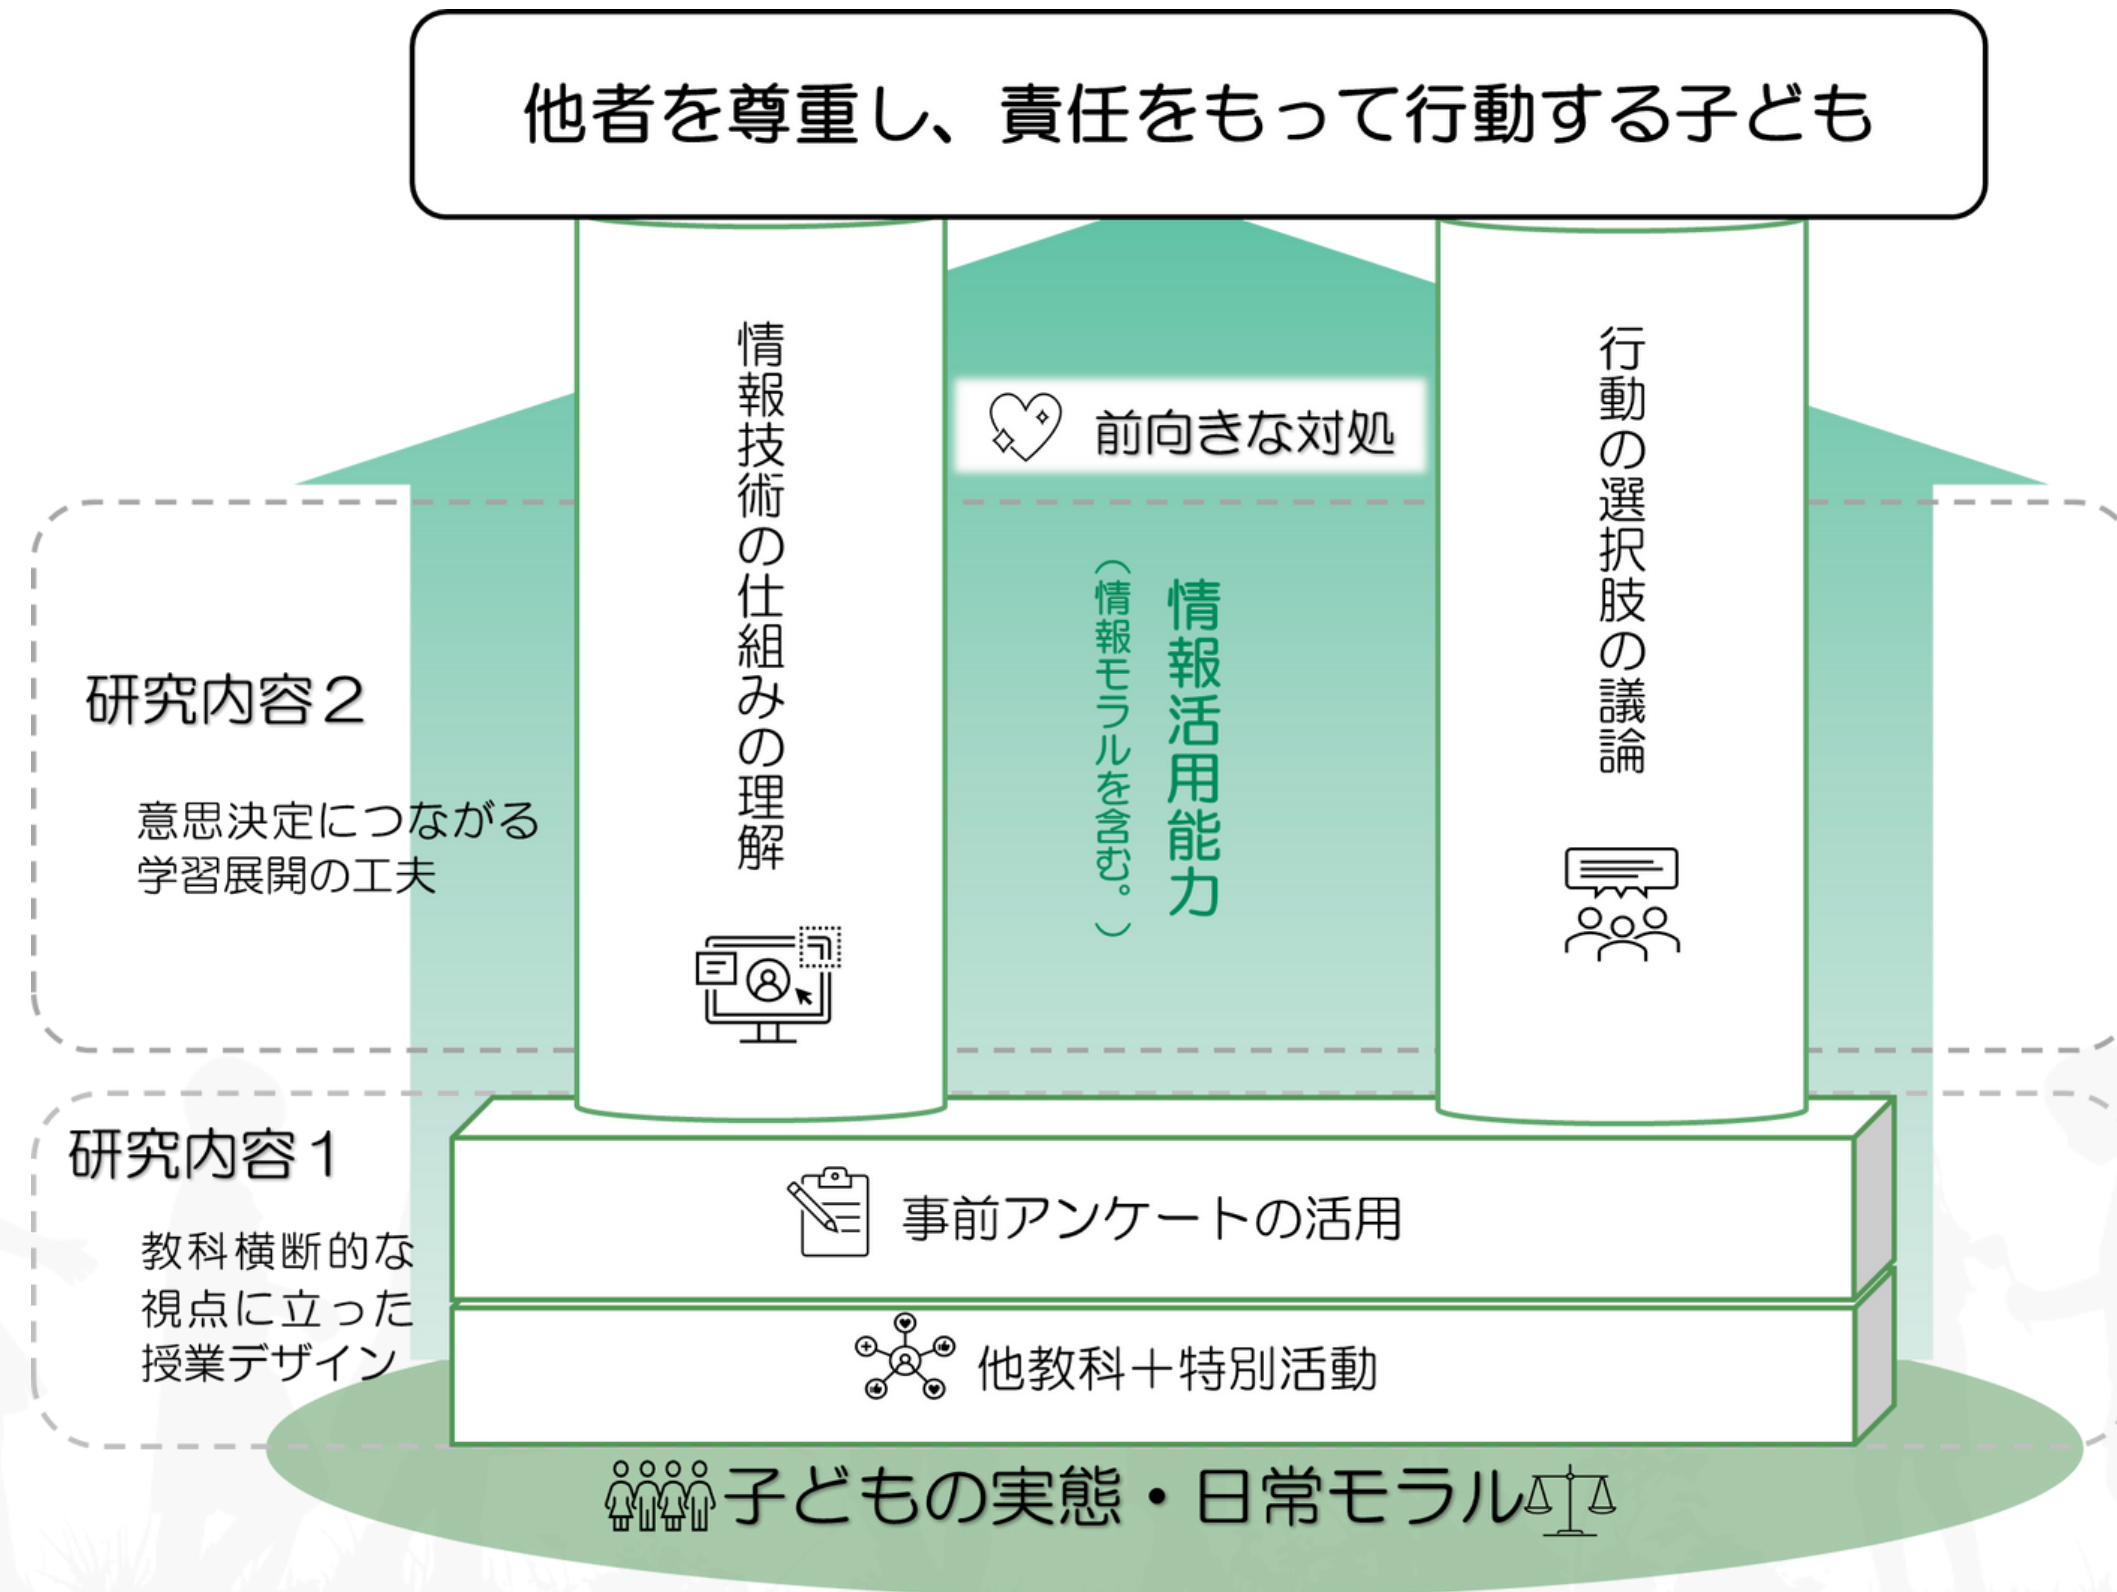 他者を尊重し、責任をもって行動する子ども
情報技術の仕組みの理解
前向きな対処
行動の選択肢の議論
情報活用能力
（情報モラルを含む。）
研究内容２
意思決定につながる
学習展開の工夫
研究内容１
教科横断的な
視点に立った
授業デザイン
事前アンケートの活用
他教科＋特別活動
子どもの実態・日常モラル